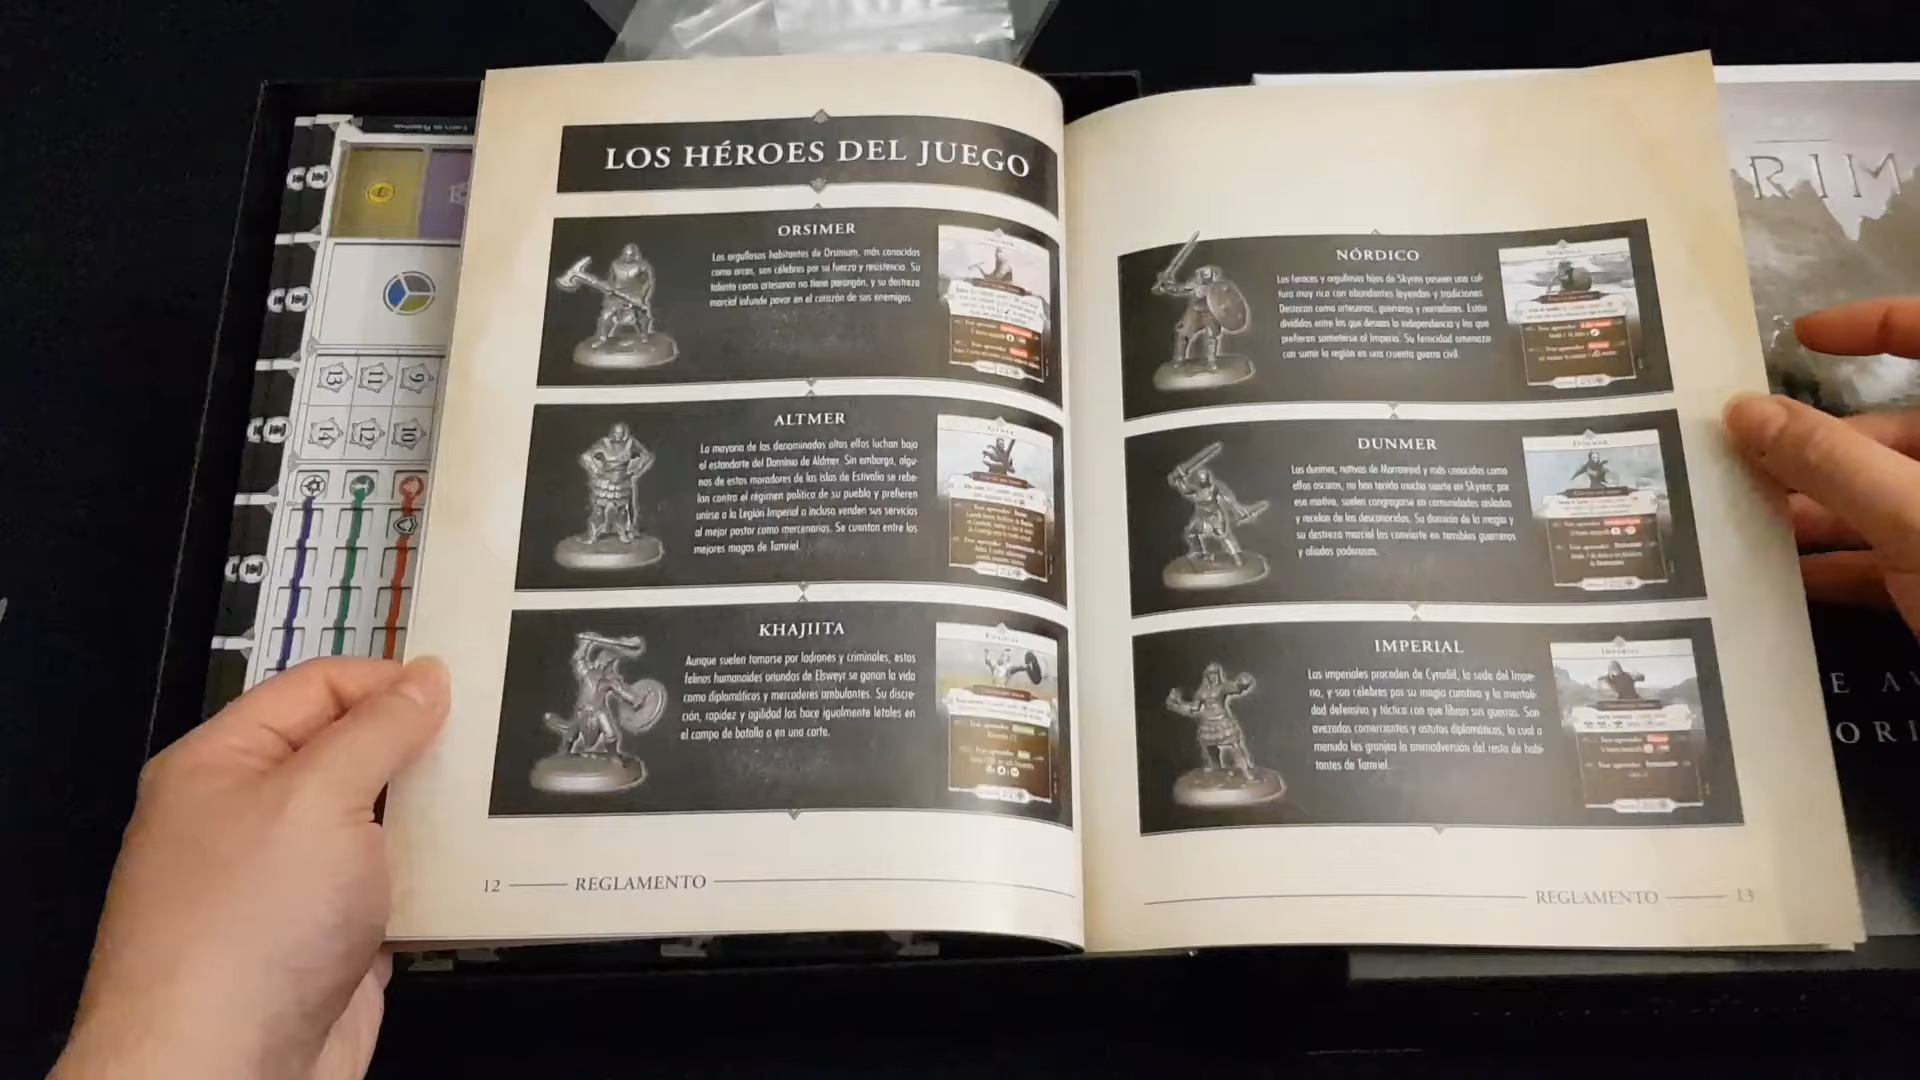 LOS HÉROES DEL JUEGO
ORSIMER
Los orgullosos habitantes de Orsinium, más conocidos
como orcos, son célebres por su fuerza y resistencia. Su
talento como artesanos no tiene parangón, y su destreza
marcial infunde pavor en el corazón de sus enemigos.
ALTMER
La mayoría de los denominados altos elfos luchan bajo
el estandarte del Dominio de Aldmer. Sin embargo, algu-
nos de estos moradores de las islas de Estivalia se rebe-
lan contra el régimen político de su pueblo y prefieren
unirse a la Legión Imperial o incluso venden sus servicios
al mejor postor como mercenarios. Se cuentan entre los
mejores magos de Tamriel.
KHAJIITA
Aunque suelen tomarse por ladrones y criminales, estos
felinos humanoides oriundos de Elsweyr se ganan la vida
como diplomáticos y mercaderes ambulantes. Su discre-
ción, rapidez y agilidad los hace igualmente letales en
el campo de batalla o en una corte.
12
REGLAMENTO
NÓRDICO
Los feroces y orgullosos hijos de Skyrim poseen una cul-
tura muy rica con abundantes leyendas y tradiciones.
Destacan como artesanos, guerreros y narradores. Están
divididos entre los que desean la independencia y los que
prefieren someterse al Imperio. Su ferocidad amenaza
con sumir la región en una cruenta guerra civil.
DUNMER
Los dunmer, nativos de Morrowind y más conocidos como
elfos oscuros, no han tenido mucha suerte en Skyrim; por
ese motivo, suelen congregarse en comunidades aisladas
y recelan de los desconocidos. Su dominio de la magia y
su destreza marcial los convierte en temibles guerreros
y aliados poderosos.
IMPERIAL
Los imperiales proceden de Cyrodiil, la sede del Impe-
rio, y son célebres por su magia curativa y la mentali-
dad defensiva y táctica con que libran sus guerras. Son
avezados comerciantes y astutos diplomáticos, lo cual a
menudo les granjea la animadversión del resto de habi-
tantes de Tamriel.
REGLAMENTO
13
13 11 9
14 12 10
RIM
E AV
ORI